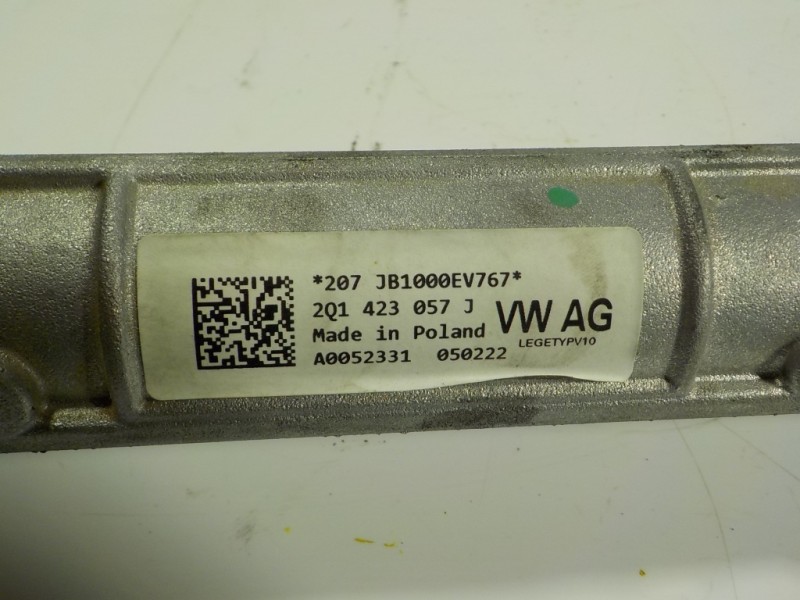 *207 JB1000EV767*
2Q1 423 057 J
Made in Poland
A0052331 050222
VW AG
LEGETYPV10